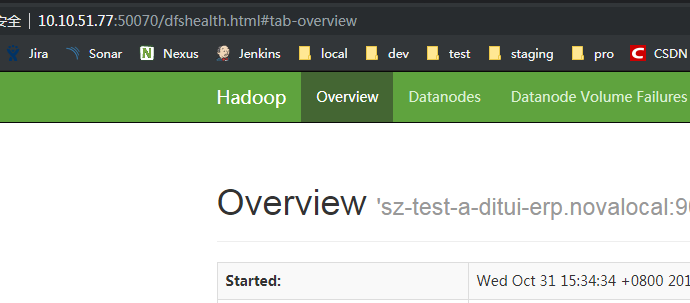 安全 10.10.51.77:50070/dfshealth.html#tab-overview
Jira Sonar Nexus Jenkins local dev test staging pro CSDN
Hadoop Overview Datanodes Datanode Volume Failures
Overview 'sz-test-a-ditui-erp.novalocal:9
Started: Wed Oct 31 15:34:34 +0800 201